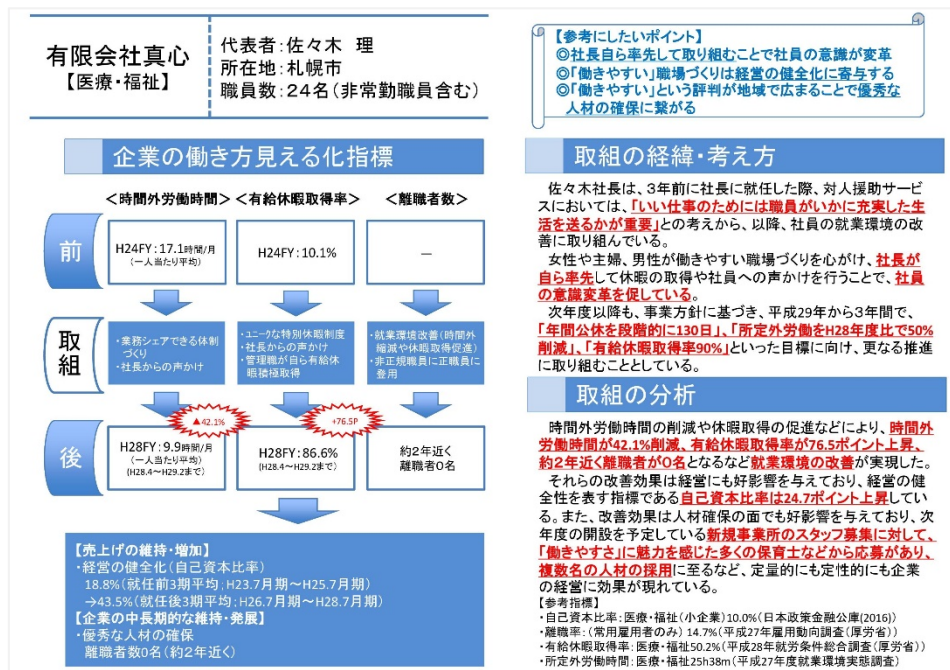 有限会社真心
【医療・福祉】
代表者:佐々木 理
所在地:札幌市
職員数:24名(非常勤職員含む)
【参考にしたいポイント】
◎社長自ら率先して取り組むことで社員の意識が変革
◎「働きやすい」職場づくりは経営の健全化に寄与する
◎「働きやすい」という評判が地域で広まることで優秀な
人材の確保に繋がる
企業の働き方見える化指標
<時間外労働時間>
<有給休暇取得率>
<離職者数>
前
H24FY:17.1時間/月
(一人当たり平均)
H24FY:10.1%
―
取組
・業務シェアできる体制
づくり
・社長からの声かけ
・ユニークな特別休暇制度
・社長からの声かけ
・管理職が自ら有給休
暇積極取得
・就業環境改善(時間外
縮減や休暇取得促進)
・非正規職員に正職員に
登用
▲42.1%
+76.5P
後
H28FY:9.9時間/月
(一人当たり平均)
(H28.4~H29.2まで)
H28FY:86.6%
(H28.4~H29.2まで)
約2年近く
離職者0名
【売上げの維持・増加】
・経営の健全化(自己資本比率)
18.8%(就任前3期平均;H23.7月期~H25.7月期)
→43.5%(就任後3期平均;H26.7月期~H28.7月期)
【企業の中長期的な維持・発展】
・優秀な人材の確保
離職者数0名(約2年近く)
取組の経緯・考え方
佐々木社長は、3年前に社長に就任した際、対人援助サービ
スにおいては、「いい仕事のためには職員がいかに充実した生
活を送るかが重要」との考えから、以降、社員の就業環境の改
善に取り組んでいる。
女性や主婦、男性が働きやすい職場づくりを心がけ、社長が
自ら率先して休暇の取得や社員への声かけを行うことで、社員
の意識変革を促している。
次年度以降も、事業方針に基づき、平成29年から3年間で、
「年間公休を段階的に130日」、「所定外労働をH28年度比で50%
削減」、「有給休暇取得率90%」といった目標に向け、更なる推進
に取り組むこととしている。
取組の分析
時間外労働時間の削減や休暇取得の促進などにより、時間外
労働時間が42.1%削減、有給休暇取得率が76.5ポイント上昇、
約2年近く離職者が0名となるなど就業環境の改善が実現した。
それらの改善効果は経営にも好影響を与えており、経営の健
全性を表す指標である自己資本比率は24.7ポイント上昇してい
る。また、改善効果は人材確保の面でも好影響を与えており、次
年度の開設を予定している新規事業所のスタッフ募集に対して、
「働きやすさ」に魅力を感じた多くの保育士などから応募があり、
複数名の人材の採用に至るなど、定量的にも定性的にも企業
の経営に効果が現れている。
【参考指標】
・自己資本比率:医療・福祉(小企業)10.0%(日本政策金融公庫(2016))
・離職率:(常用雇用者のみ) 14.7%(平成27年雇用動向調査(厚労省))
・有給休暇取得率:医療・福祉50.2%(平成28年就労条件総合調査(厚労省))
・所定外労働時間:医療・福祉25h38m(平成27年度就業環境実態調査)